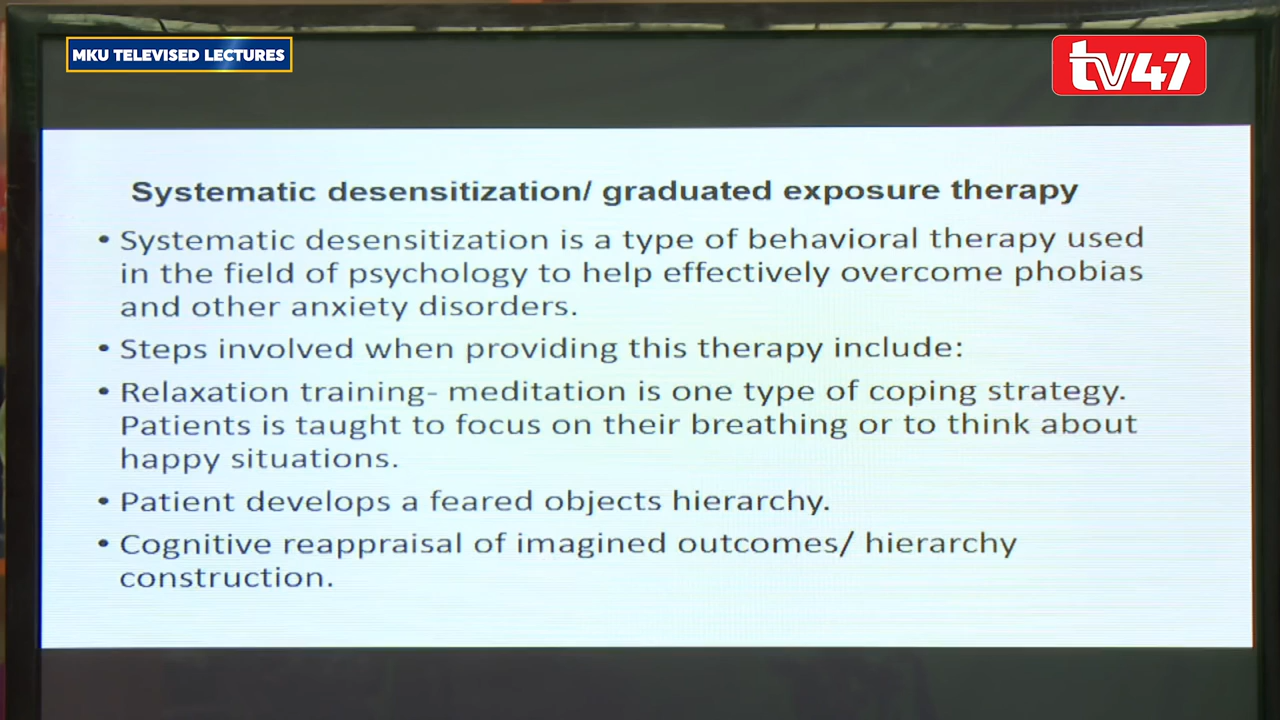 MKU TELEVISED LECTURES
tv47
Systematic desensitization/ graduated exposure therapy
• Systematic desensitization is a type of behavioral therapy used
in the field of psychology to help effectively overcome phobias
and other anxiety disorders.
• Steps involved when providing this therapy include:
• Relaxation training- meditation is one type of coping strategy.
Patients is taught to focus on their breathing or to think about
happy situations.
• Patient develops a feared objects hierarchy.
• Cognitive reappraisal of imagined outcomes/ hierarchy
construction.